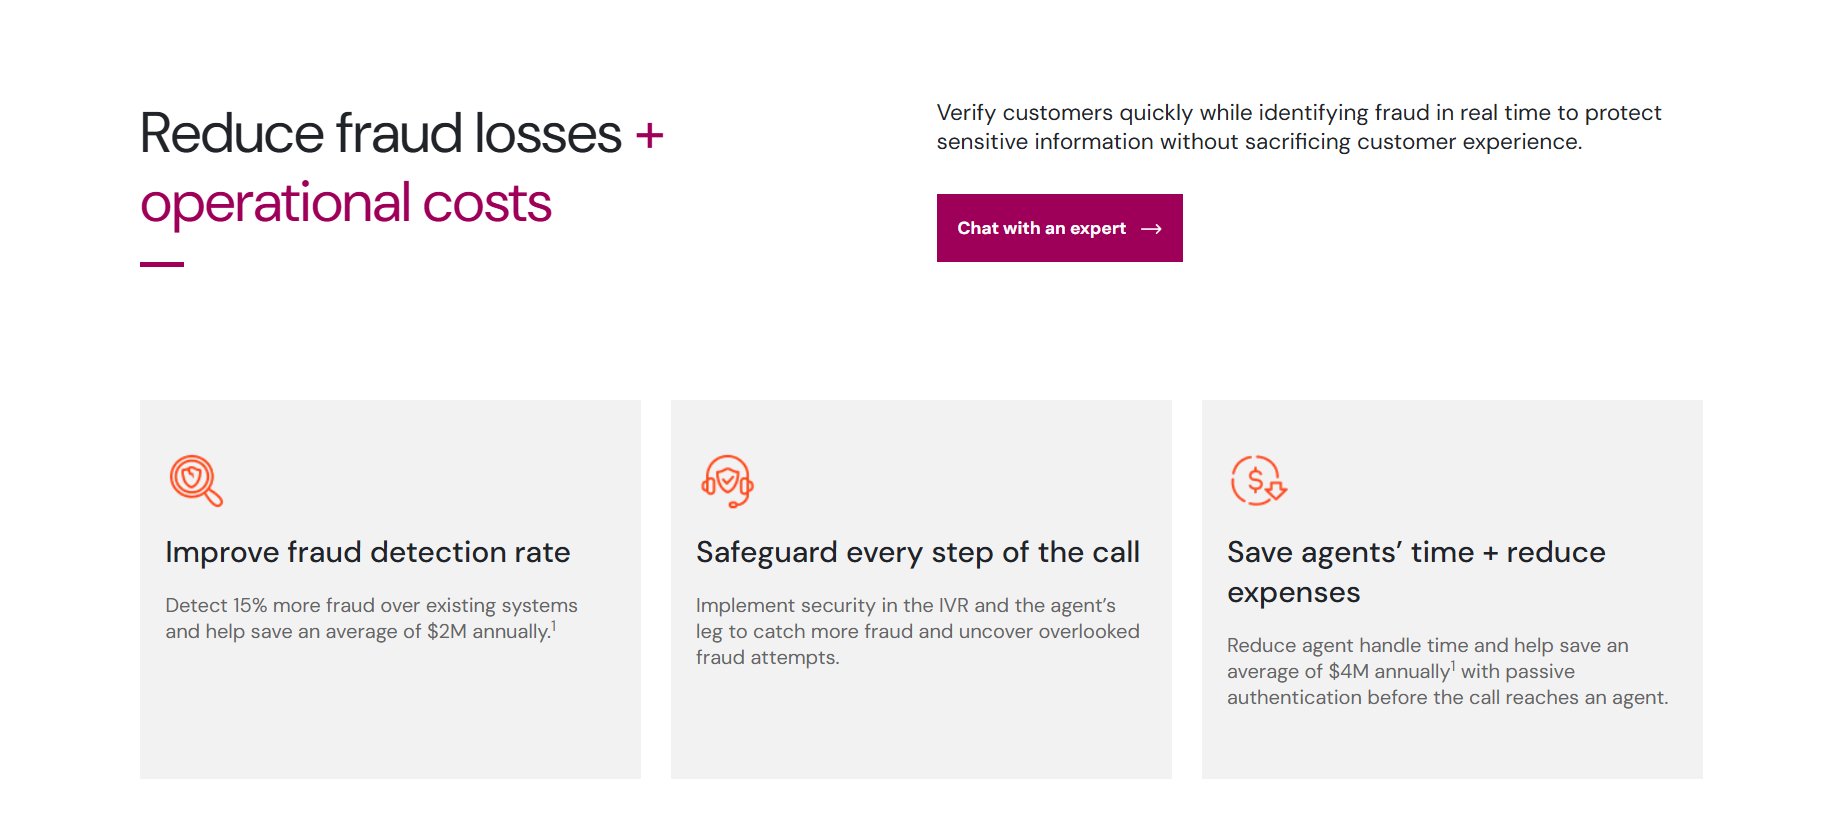 Reduce fraud losses +
operational costs
Verify customers quickly while identifying fraud in real time to protect
sensitive information without sacrificing customer experience.
Chat with an expert →
Improve fraud detection rate
Detect 15% more fraud over existing systems
and help save an average of $2M annually.¹
Safeguard every step of the call
Implement security in the IVR and the agent’s
leg to catch more fraud and uncover overlooked
fraud attempts.
Save agents’ time + reduce
expenses
Reduce agent handle time and help save an
average of $4M annually¹ with passive
authentication before the call reaches an agent.